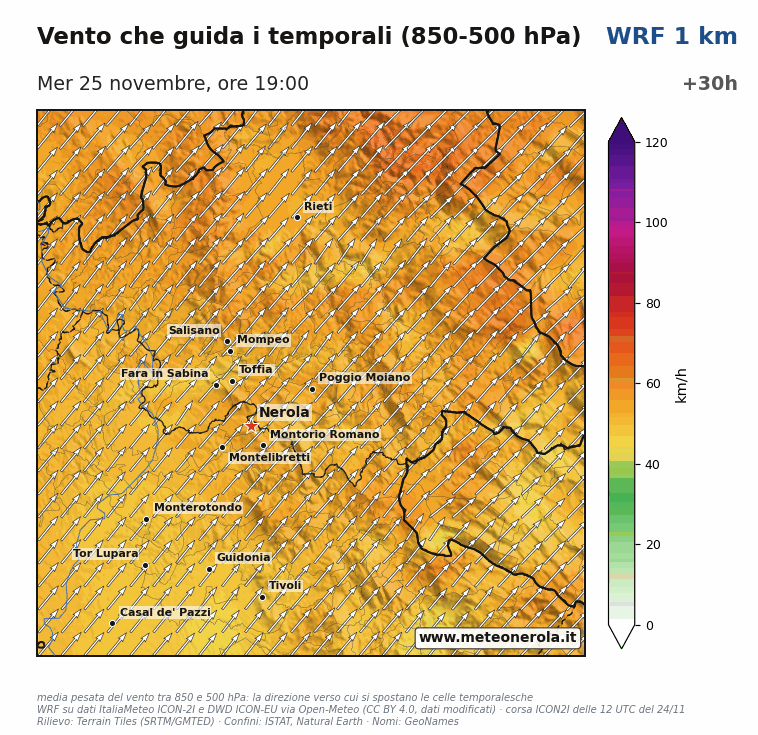 Vento che guida i temporali (850-500 hPa) WRF 1 km
Mer 25 novembre, ore 19:00 +30h
Rieti
Salisano
Mompeo
Fara in Sabina
Toffia
Poggio Moiano
Nerola
Montorio Romano
Montelibretti
Monterotondo
Tor Lupara
Guidonia
Tivoli
Casal de' Pazzi
www.meteonerola.it
120
100
80
60
40
20
0
km/h
media pesata del vento tra 850 e 500 hPa: la direzione verso cui si spostano le celle temporalesche
WRF su dati ItaliaMeteo ICON-2I e DWD ICON-EU via Open-Meteo (CC BY 4.0, dati modificati) · corsa ICON2I delle 12 UTC del 24/11
Rilievo: Terrain Tiles (SRTM/GMTED) · Confini: ISTAT, Natural Earth · Nomi: GeoNames